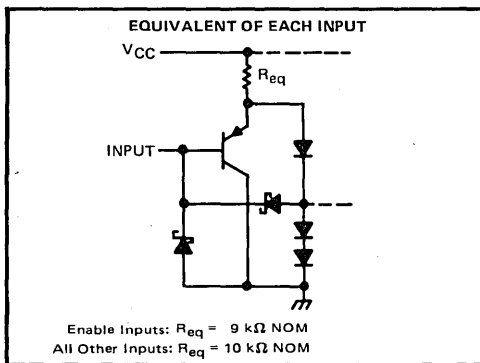 EQUIVALENT OF EACH INPUT
VCC
Req
INPUT
Enable Inputs: Req = 9 kΩ NOM
All Other Inputs: Req = 10 kΩ NOM